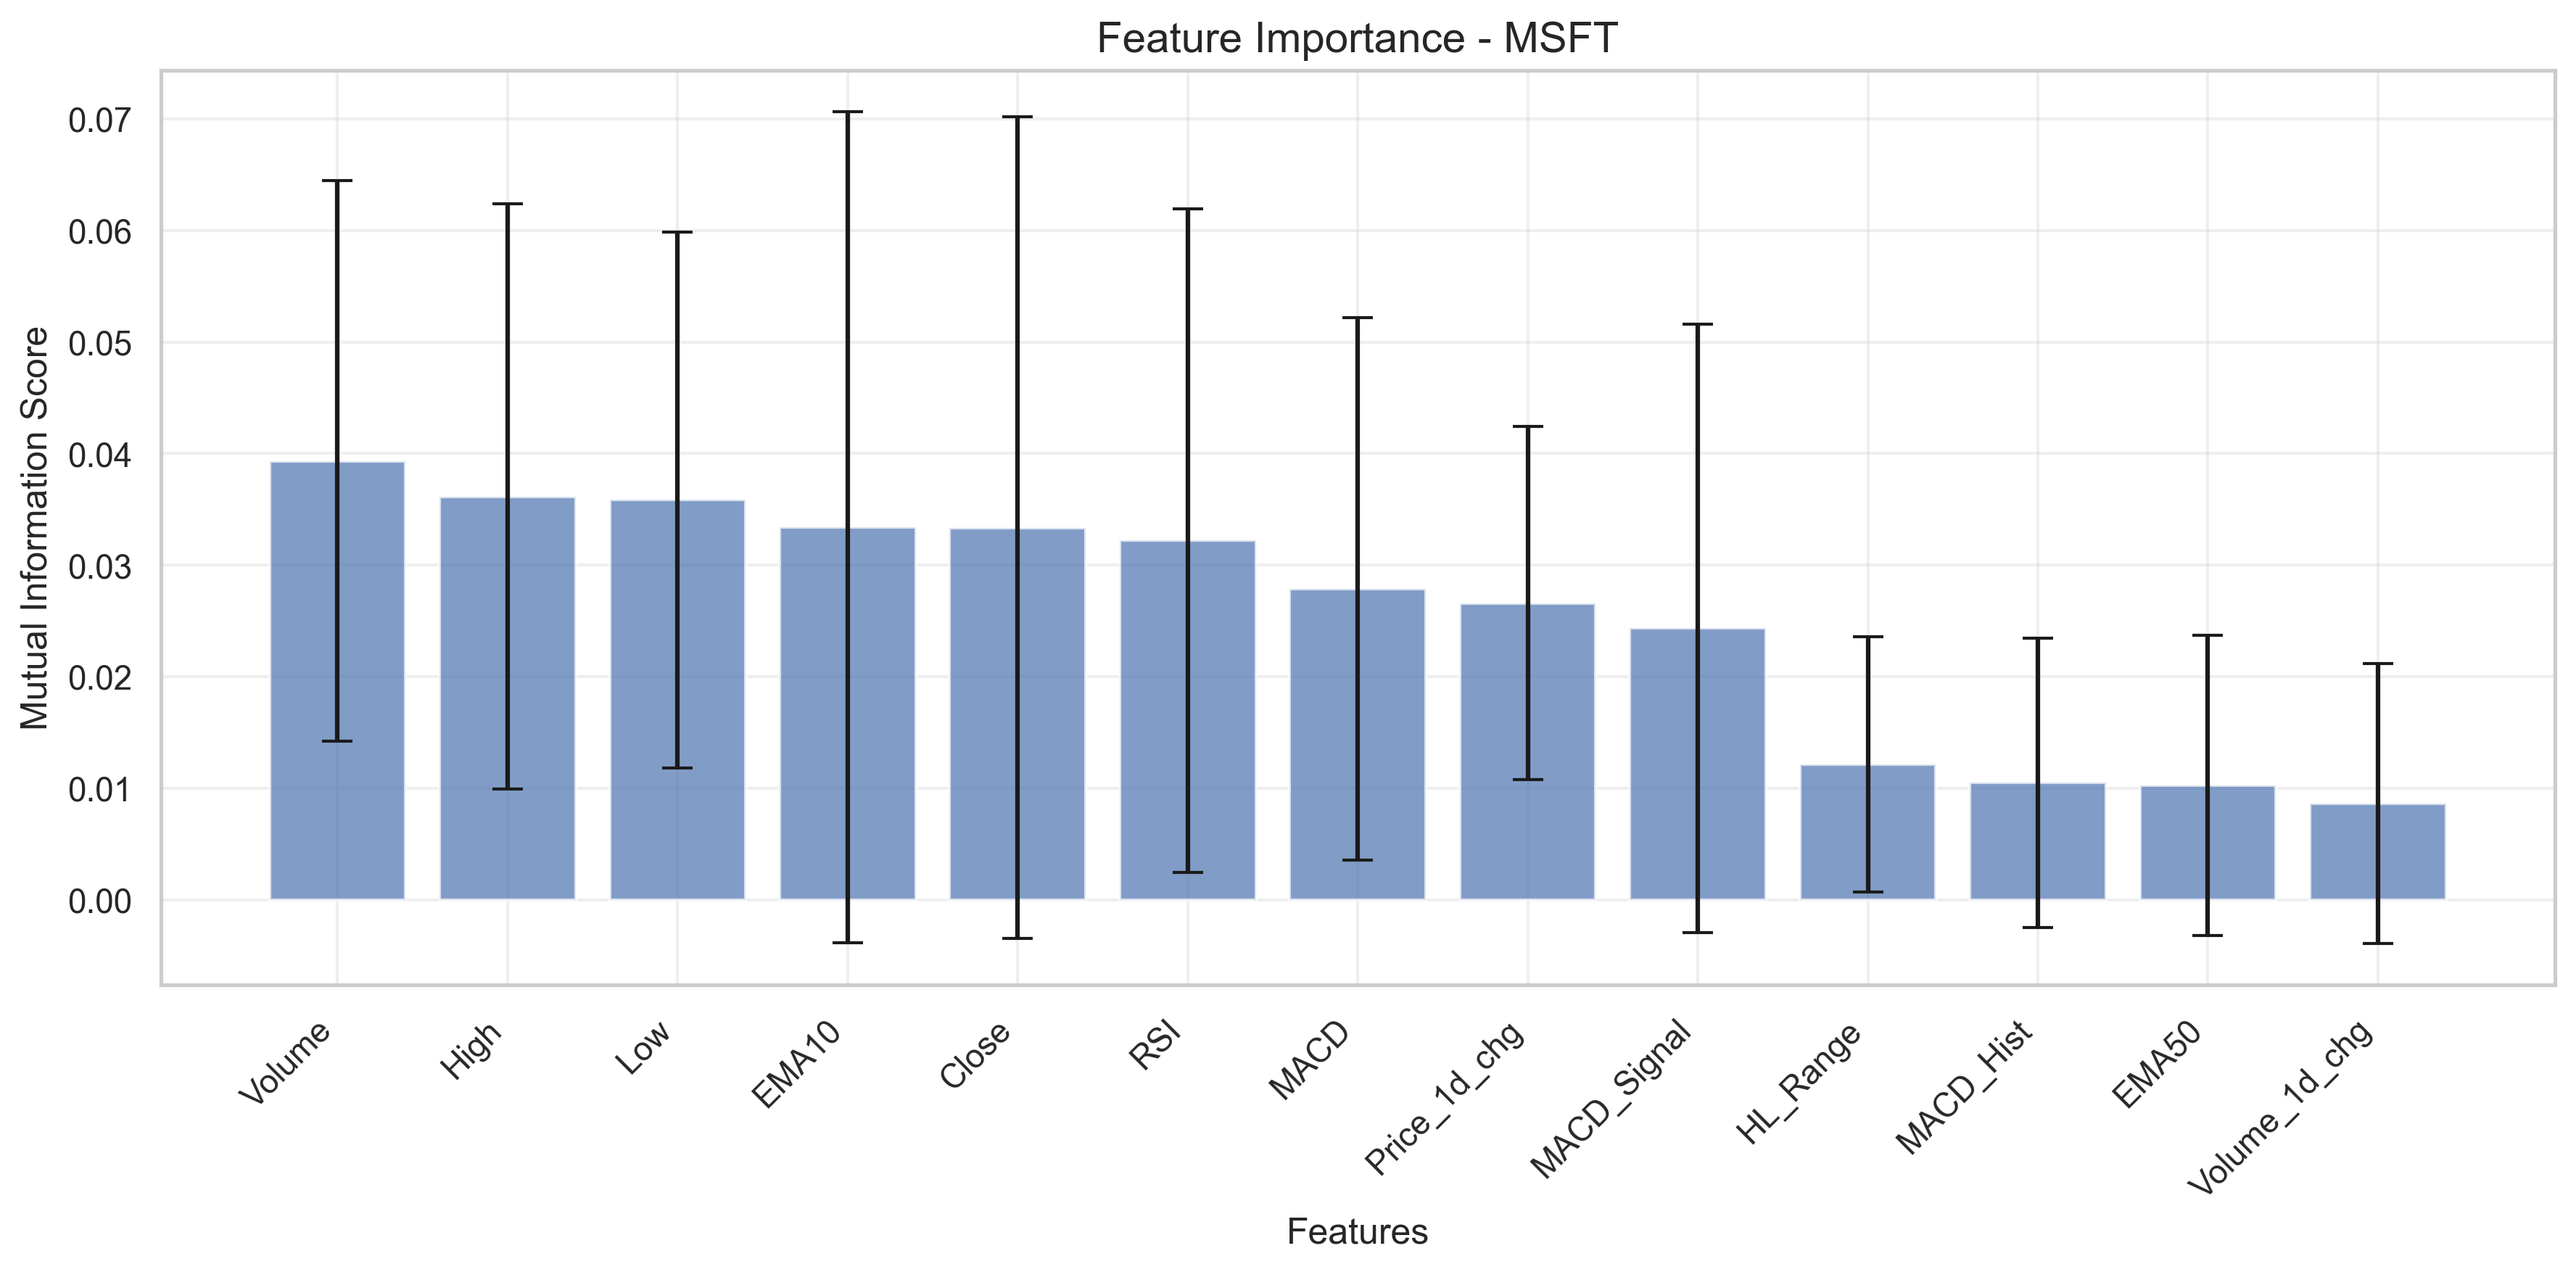 Feature Importance - MSFT
Mutual Information Score
0.07
0.06
0.05
0.04
0.03
0.02
0.01
0.00
Volume
High
Low
EMA10
Close
RSI
MACD
Price_1d_chg
MACD_Signal
HL_Range
MACD_Hist
EMA50
Volume_1d_chg
Features